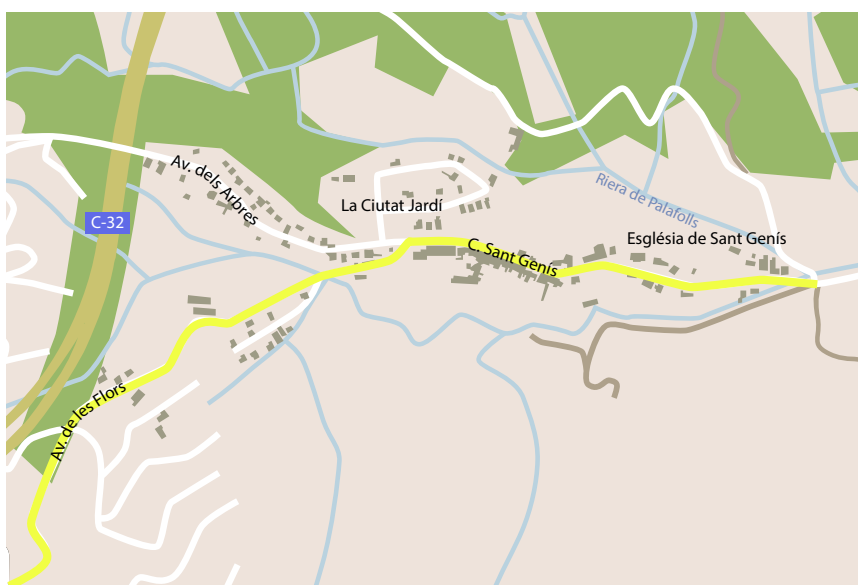 Av. dels Arbres
La Ciutat Jardí
Riera de Palafolls
C-32
Església de Sant Genís
C. Sant Genís
Av. de les Flors